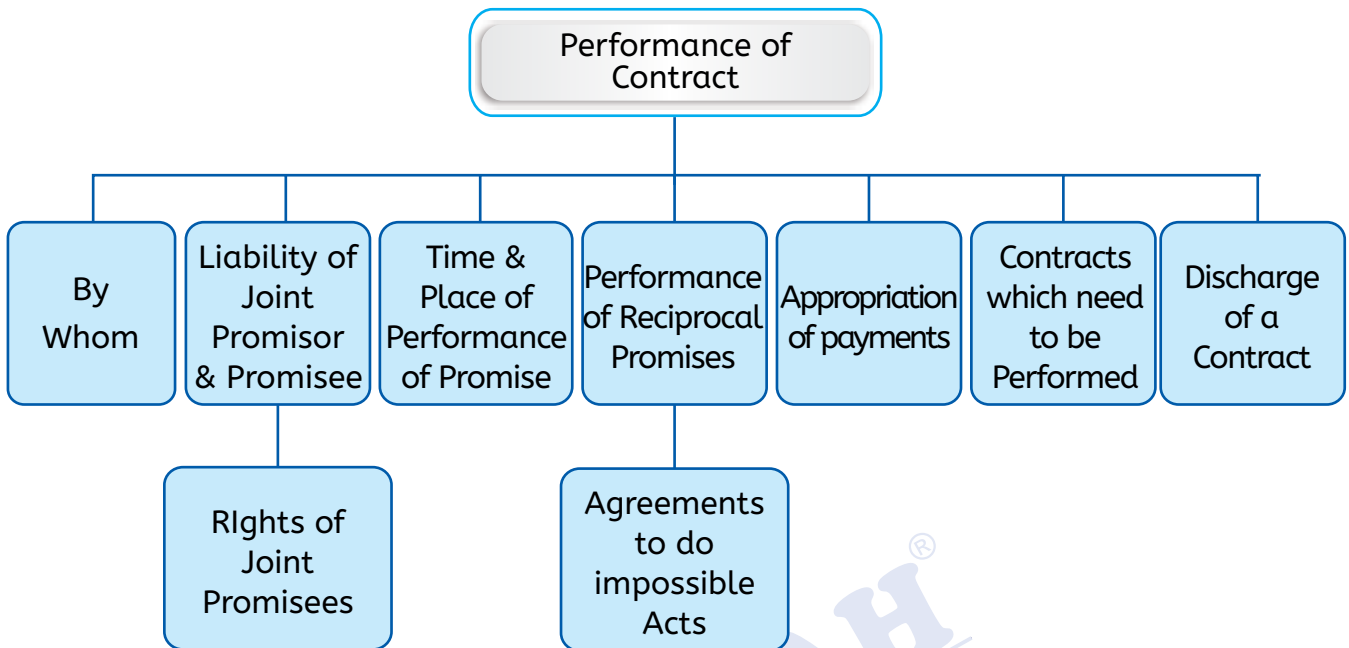 Performance of
Contract
By
Whom
Liability of
Joint
Promisor
& Promisee
Time &
Place of
Performance
of Promise
Performance
of Reciprocal
Promises
Appropriation
of payments
Contracts
which need
to be
Performed
Discharge
of a
Contract
RIghts of
Joint
Promisees
Agreements
to do
impossible
Acts